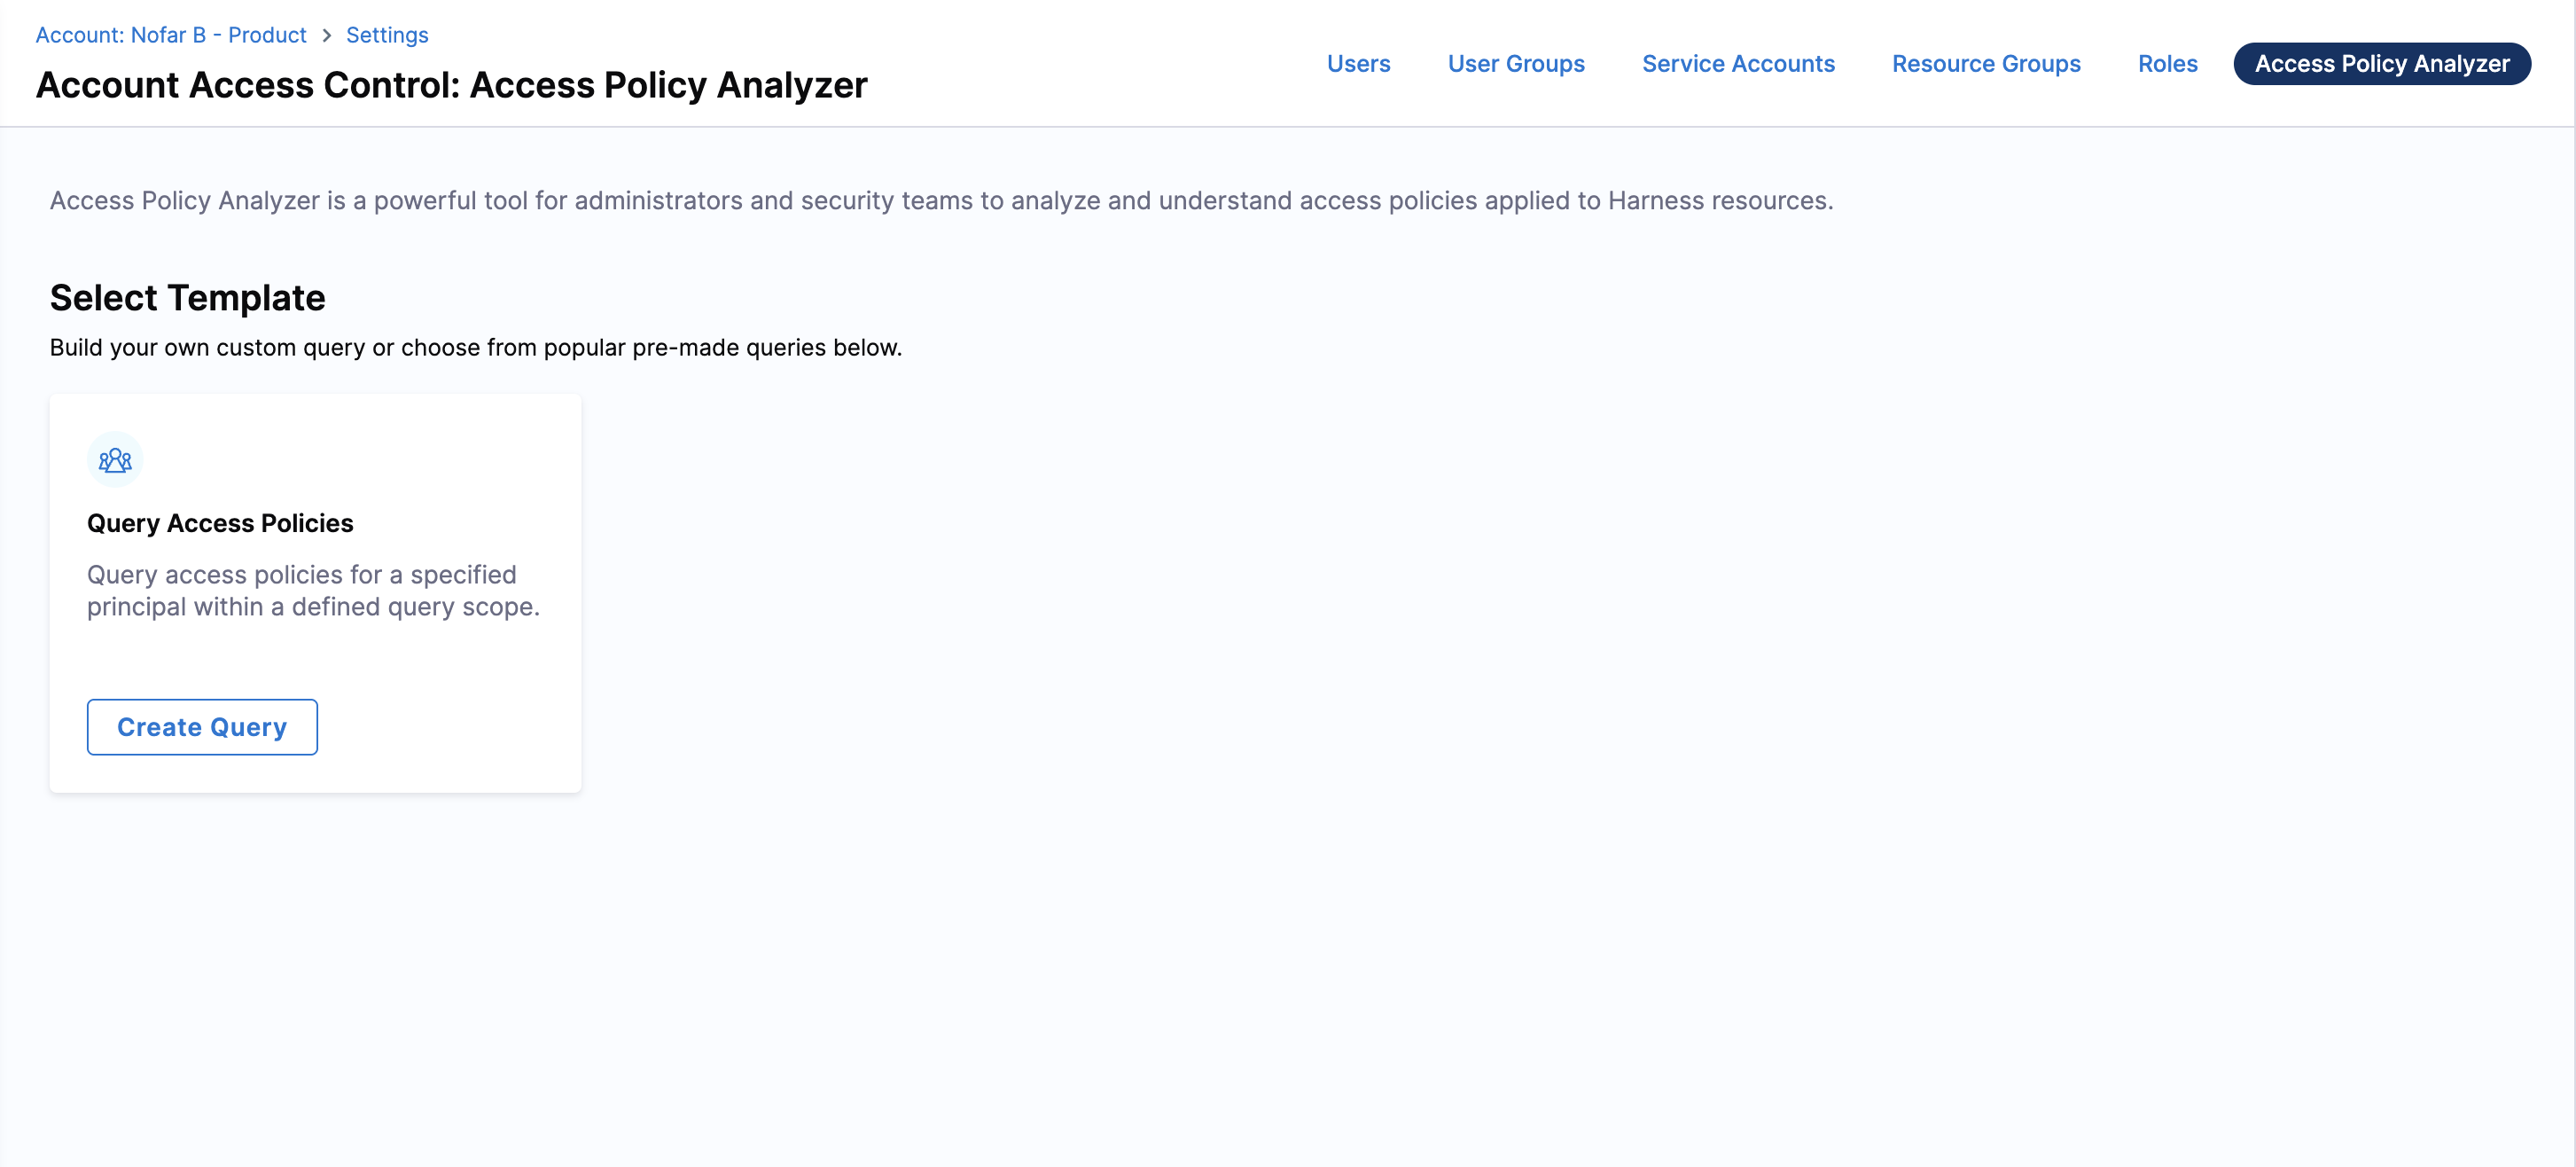 Account: Nofar B - Product > Settings
Account Access Control: Access Policy Analyzer
Users User Groups Service Accounts Resource Groups Roles Access Policy Analyzer
Access Policy Analyzer is a powerful tool for administrators and security teams to analyze and understand access policies applied to Harness resources.
Select Template
Build your own custom query or choose from popular pre-made queries below.
Query Access Policies
Query access policies for a specified
principal within a defined query scope.
Create Query